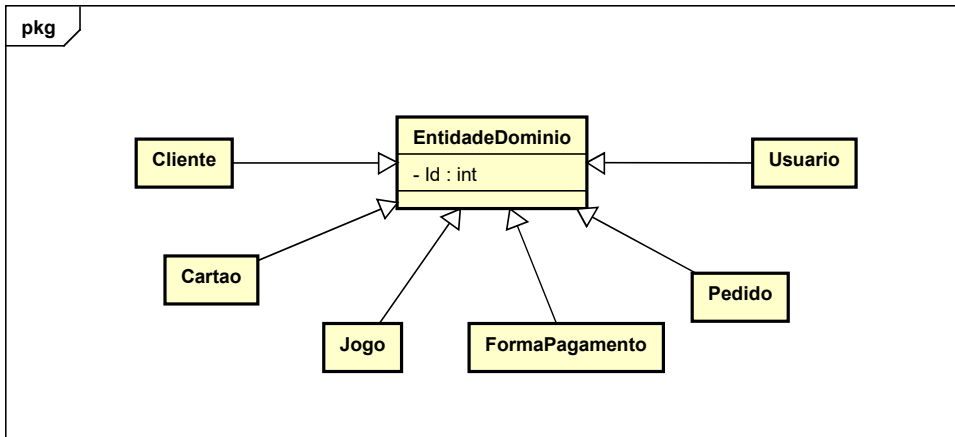 pkg
EntidadeDominio
- Id : int
Cliente
Usuario
Cartao
Pedido
Jogo
FormaPagamento